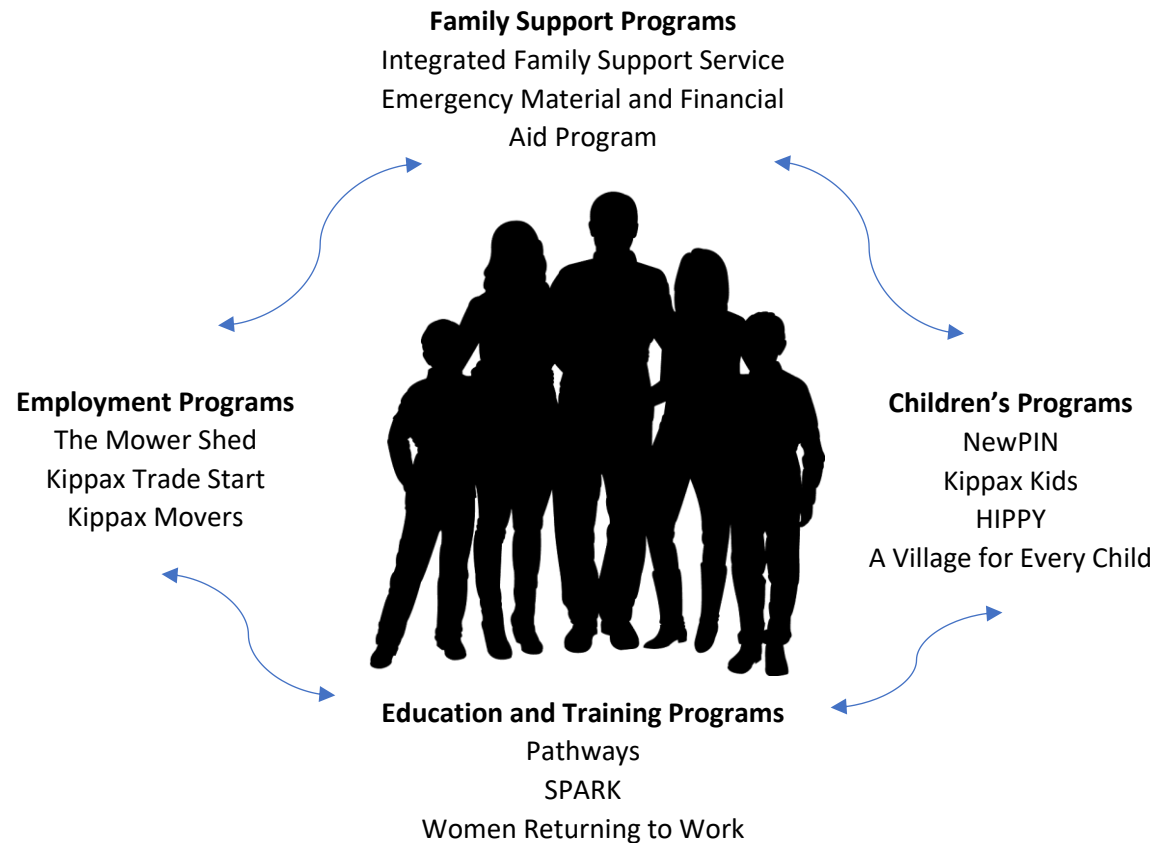 Family Support Programs
Integrated Family Support Service
Emergency Material and Financial
Aid Program
Employment Programs
The Mower Shed
Kippax Trade Start
Kippax Movers
Children’s Programs
NewPIN
Kippax Kids
HIPPY
A Village for Every Child
Education and Training Programs
Pathways
SPARK
Women Returning to Work